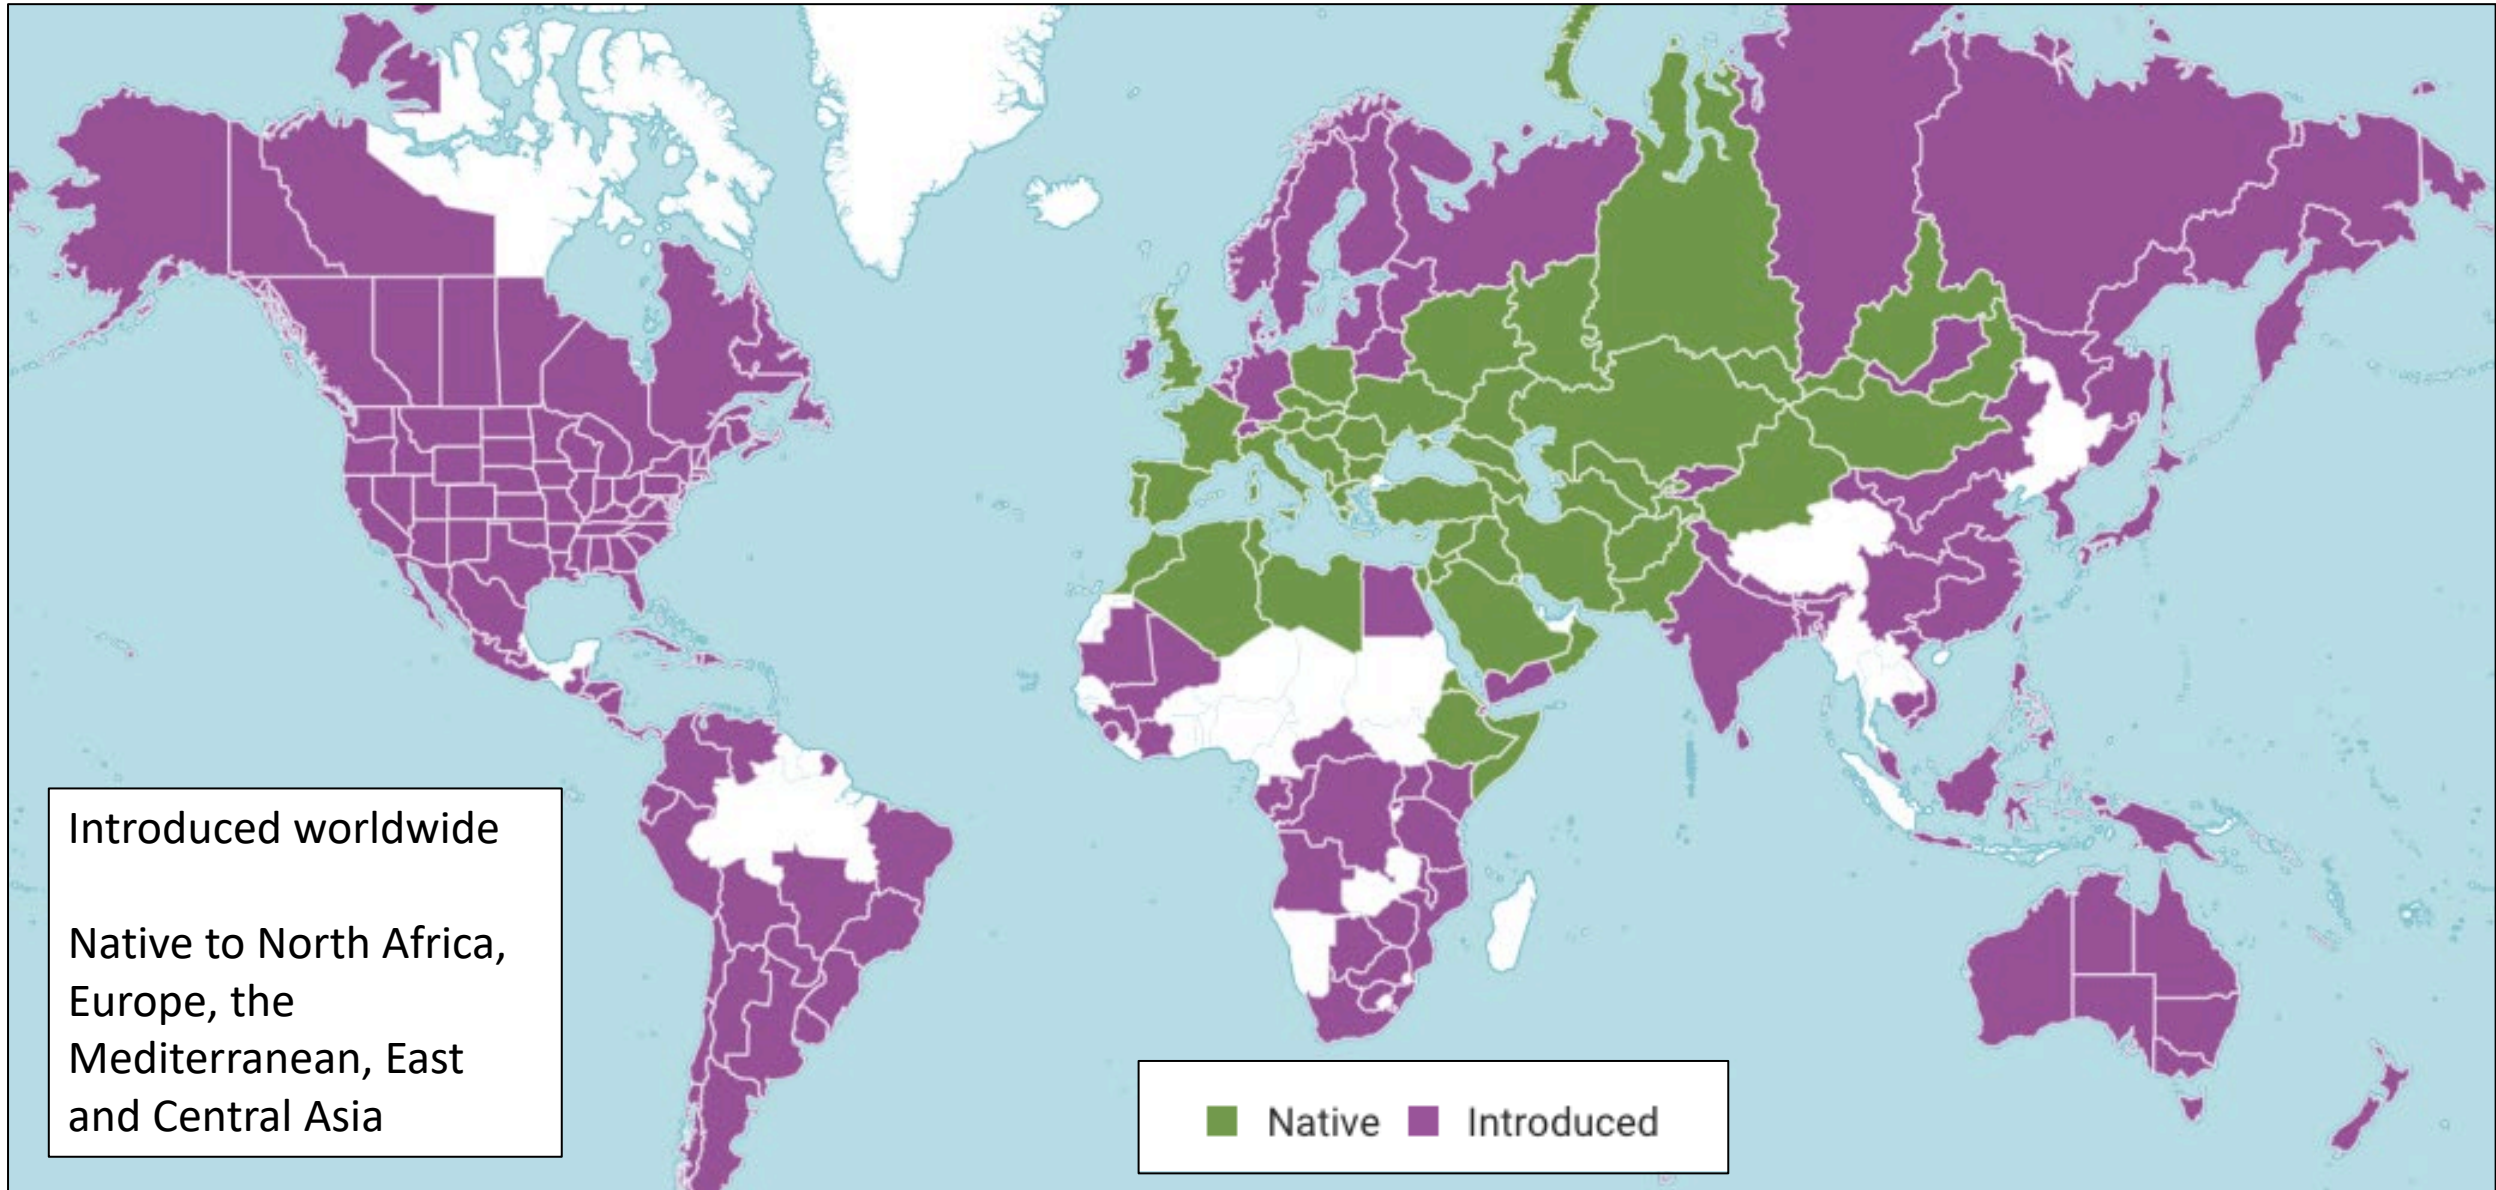 Introduced worldwide
Native to North Africa,
Europe, the
Mediterranean, East
and Central Asia
Native Introduced